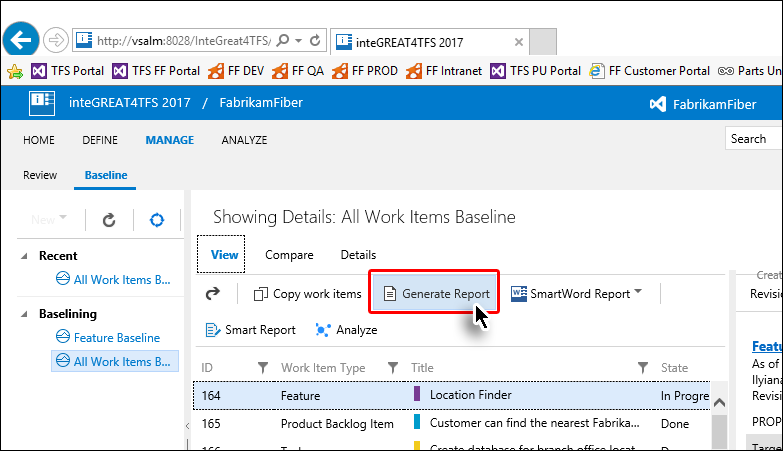 http://vsalm:8028/InteGreat4TFS/
inteGREAT4TFS 2017
TFS Portal TFS FF Portal FF DEV FF QA FF PROD FF Intranet TFS PU Portal FF Customer Portal Parts Un
inteGREAT4TFS 2017 / FabrikamFiber FabrikamFiber
HOME DEFINE MANAGE ANALYZE Search
Review Baseline
New
Showing Details: All Work Items Baseline
Recent
All Work Items B...
Baselining
Feature Baseline
All Work Items B...
View Compare Details
Copy work items Generate Report SmartWord Report
Smart Report Analyze
ID Work Item Type Title State
164 Feature Location Finder In Progre
165 Product Backlog Item Customer can find the nearest Fabrika... Done
166 Task Create database for branch office locat...
Creat
Revisio
Featu
As of
Ilyiana
Revisi
PROP
Targe